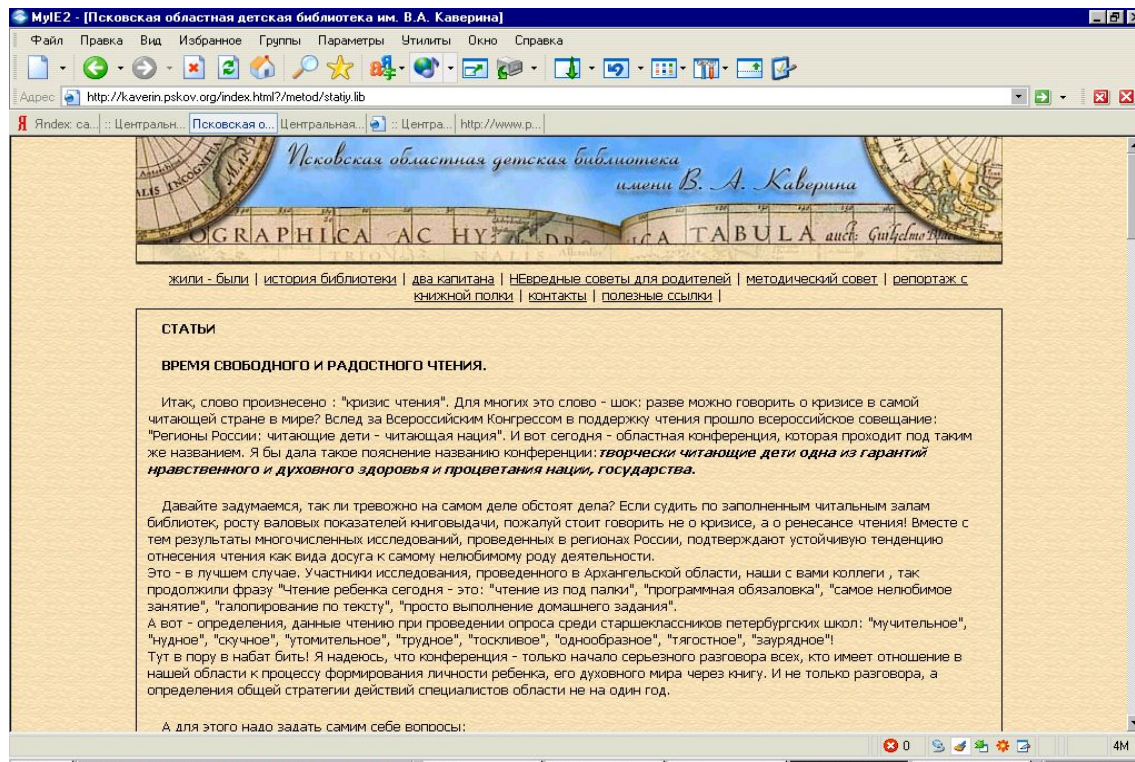 MyIE2 - [Псковская областная детская библиотека им. В.А. Каверина]
Файл Правка Вид Избранное Группы Параметры Утилиты Окно Справка
Адрес http://kaverin.pskov.org/index.html?/metod/statiy.lib
Яndex: са... :: Центральн... Псковская о... Центральная... :: Центра... http://www.p...
Псковская областная детская библиотека
имени В. А. Каверина
OGRAPHICA AC HY TABULA auct:
жили - были | история библиотеки | два капитана | НЕвредные советы для родителей | методический совет | репортаж с
книжной полки | контакты | полезные ссылки |
СТАТЬИ
ВРЕМЯ СВОБОДНОГО И РАДОСТНОГО ЧТЕНИЯ.
Итак, слово произнесено : "кризис чтения". Для многих это слово - шок: разве можно говорить о кризисе в самой
читающей стране в мире? Вслед за Всероссийским Конгрессом в поддержку чтения прошло всероссийское совещание:
"Регионы России: читающие дети - читающая нация". И вот сегодня - областная конференция, которая проходит под таким
же названием. Я бы дала такое пояснение названию конференции: творчески читающие дети одна из гарантий
нравственного и духовного здоровья и процветания нации, государства.
Давайте задумаемся, так ли тревожно на самом деле обстоят дела? Если судить по заполненным читальным залам
библиотек, росту валовых показателей книговыдачи, пожалуй стоит говорить не о кризисе, а о ренесансе чтения! Вместе с
тем результаты многочисленных исследований, проведенных в регионах России, подтверждают устойчивую тенденцию
отнесения чтения как вида досуга к самому нелюбимому роду деятельности.
Это - в лучшем случае. Участники исследования, проведенного в Архангельской области, наши с вами коллеги , так
продолжили фразу "Чтение ребенка сегодня - это: "чтение из под палки", "программная обязаловка", "самое нелюбимое
занятие", "галопирование по тексту", "просто выполнение домашнего задания".
А вот - определения, данные чтению при проведении опроса среди старшеклассников петербургских школ: "мучительное",
"нудное", "скучное", "утомительное", "трудное", "тоскливое", "однообразное", "тягостное", "заурядное"!
Тут в пору в набат бить! Я надеюсь, что конференция - только начало серьезного разговора всех, кто имеет отношение в
нашей области к процессу формирования личности ребенка, его духовного мира через книгу. И не только разговора, а
определения общей стратегии действий специалистов области не на один год.
А для этого надо задать самим себе вопросы:
0 4M